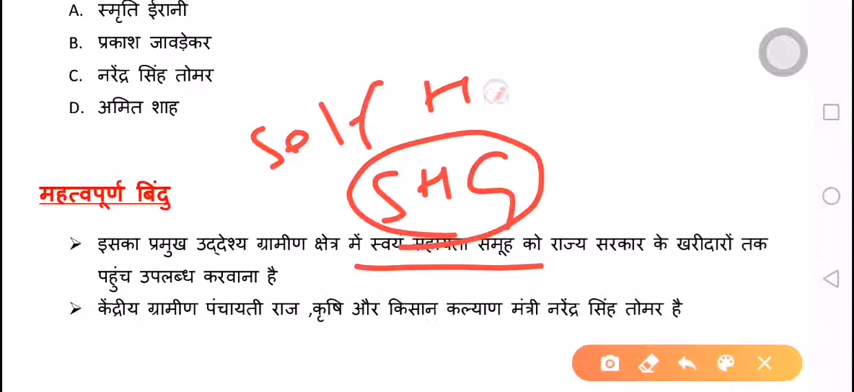 A. स्मृति ईरानी
B. प्रकाश जावड़ेकर
C. नरेंद्र सिंह तोमर
D. अमित शाह
Self H
SHG
महत्वपूर्ण बिंदु
➤ इसका प्रमुख उद्देश्य ग्रामीण क्षेत्र में स्वयं सहायता समूह को राज्य सरकार के खरीदारों तक
पहुंच उपलब्ध करवाना है
➤ केंद्रीय ग्रामीण पंचायती राज ,कृषि और किसान कल्याण मंत्री नरेंद्र सिंह तोमर है